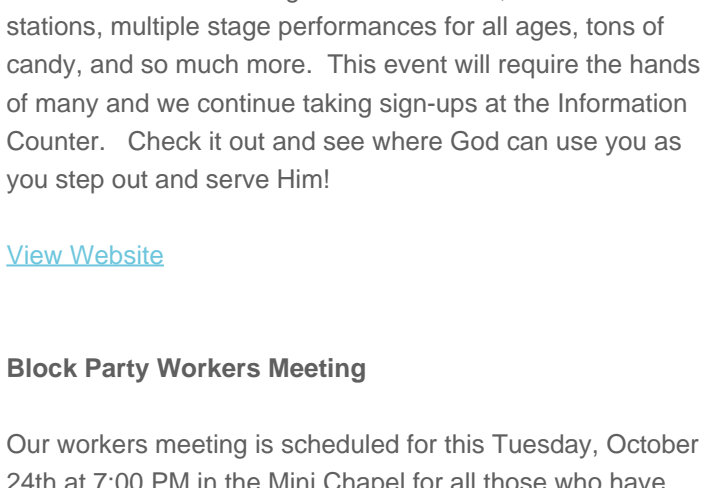 stations, multiple stage performances for all ages, tons of
candy, and so much more.  This event will require the hands
of many and we continue taking sign-ups at the Information
Counter.   Check it out and see where God can use you as
you step out and serve Him!
View Website
Block Party Workers Meeting
Our workers meeting is scheduled for this Tuesday, October
24th at 7:00 PM in the Mini Chapel for all those who have